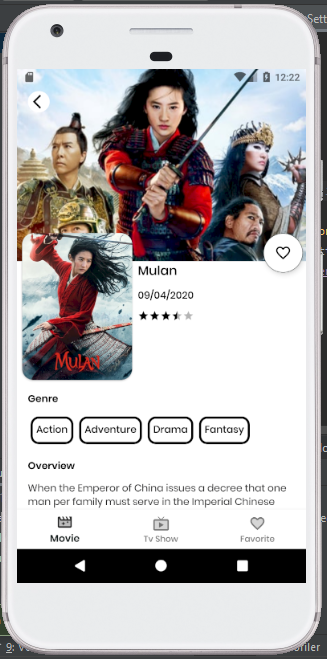 12:22
Mulan
09/04/2020
MULAN
Genre
Action
Adventure
Drama
Fantasy
Overview
When the Emperor of China issues a decree that one
man per family must serve in the Imperial Chinese
Movie
Tv Show
Favorite
9: